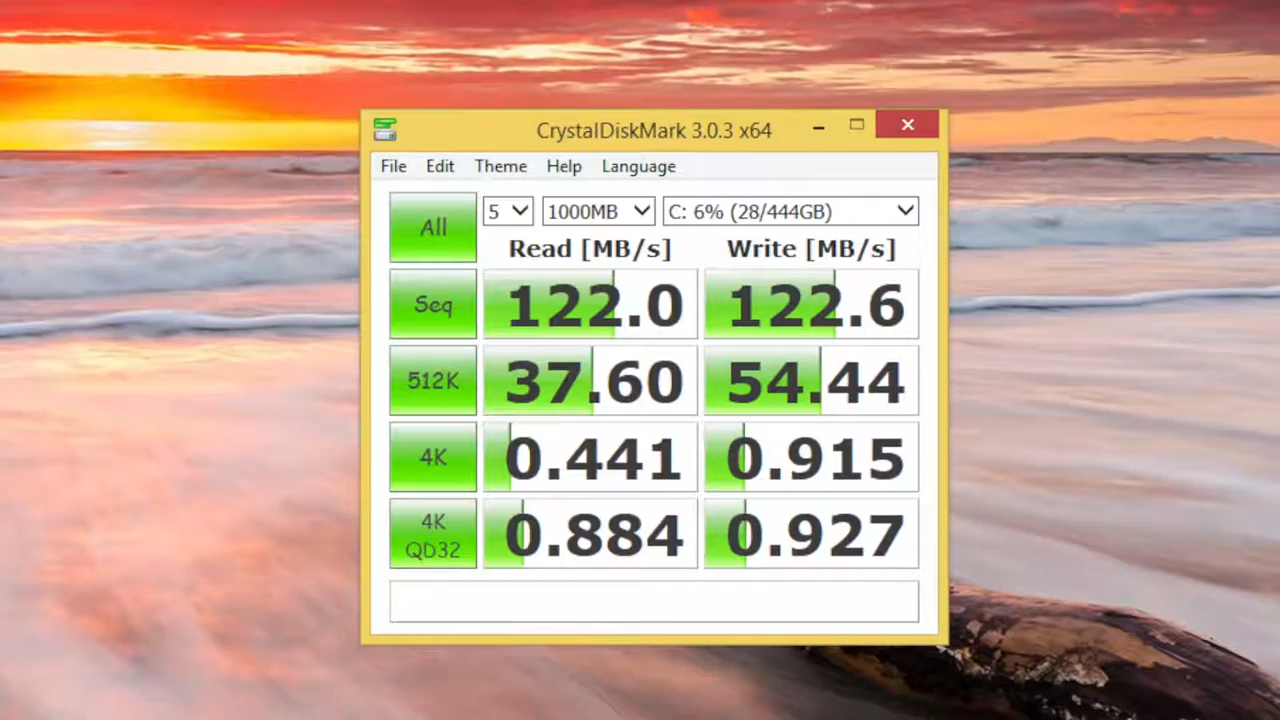 CrystalDiskMark 3.0.3 x64
File Edit Theme Help Language
All 5 1000MB C: 6% (28/444GB)
Read [MB/s] Write [MB/s]
Seq 122.0 122.6
512K 37.60 54.44
4K 0.441 0.915
4K QD32 0.884 0.927